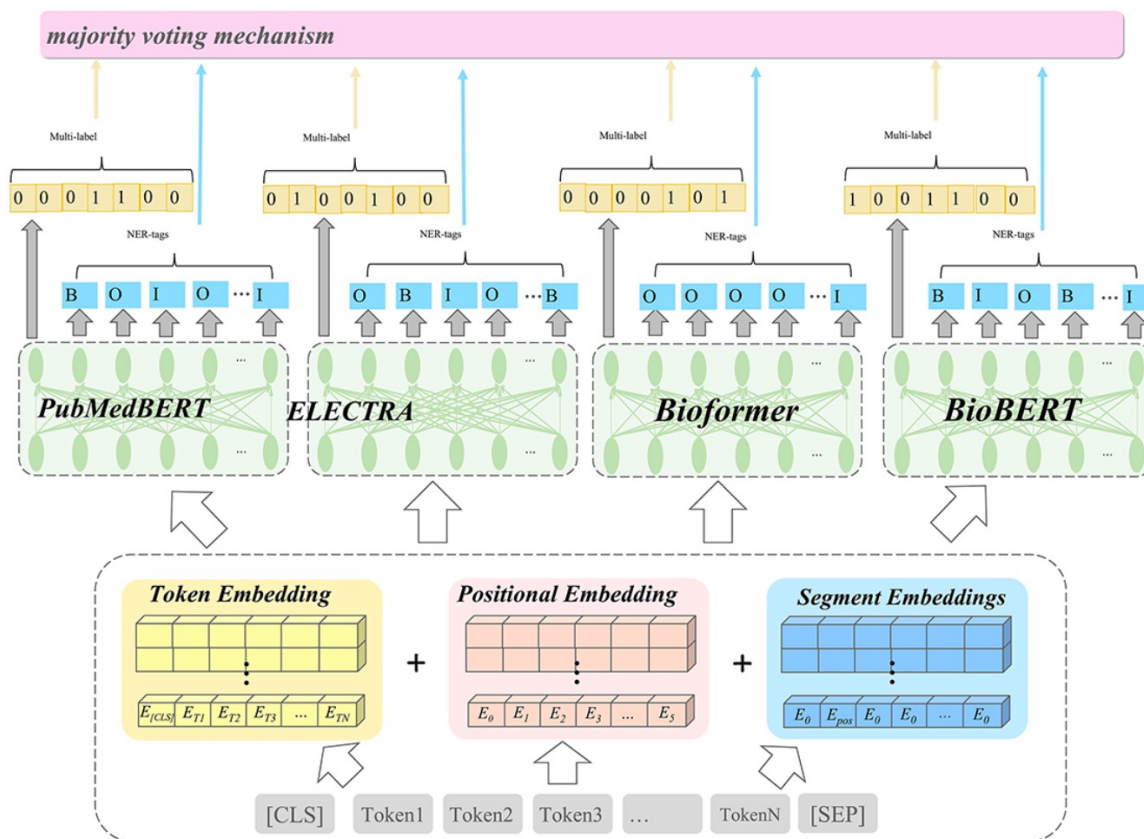 majority voting mechanism
Multi-label Multi-label Multi-label Multi-label
0 0 0 1 1 0 0 0 1 0 0 1 0 0 0 0 0 0 1 0 1 1 0 0 1 1 0 0
NER-tags NER-tags NER-tags NER-tags
B O I O ... I O B I O ... B O O O O ... I B I O B ... I
... ... ... ...
PubMedBERT ELECTRA Bioformer BioBERT
... ... ... ...
Token Embedding Positional Embedding Segment Embeddings
+ +
E[CLS] ET1 ET2 ET3 ... ETN E0 E1 E2 E3 ... E5 E0 Epos E0 E0 ... E0
[CLS] Token1 Token2 Token3 ... TokenN [SEP]